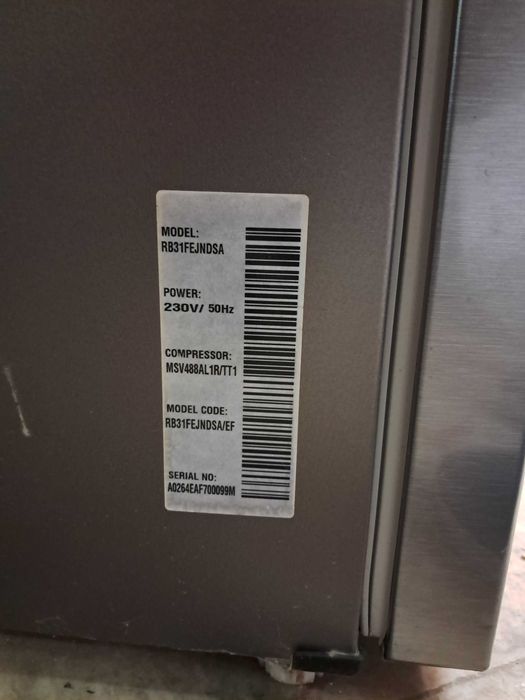 MODEL:
RB31FEJNDSA
POWER:
230V/ 50Hz
COMPRESSOR:
MSV488AL1R/TT1
MODEL CODE:
RB31FEJNDSA/EF
SERIAL NO:
A0264EAF700099M